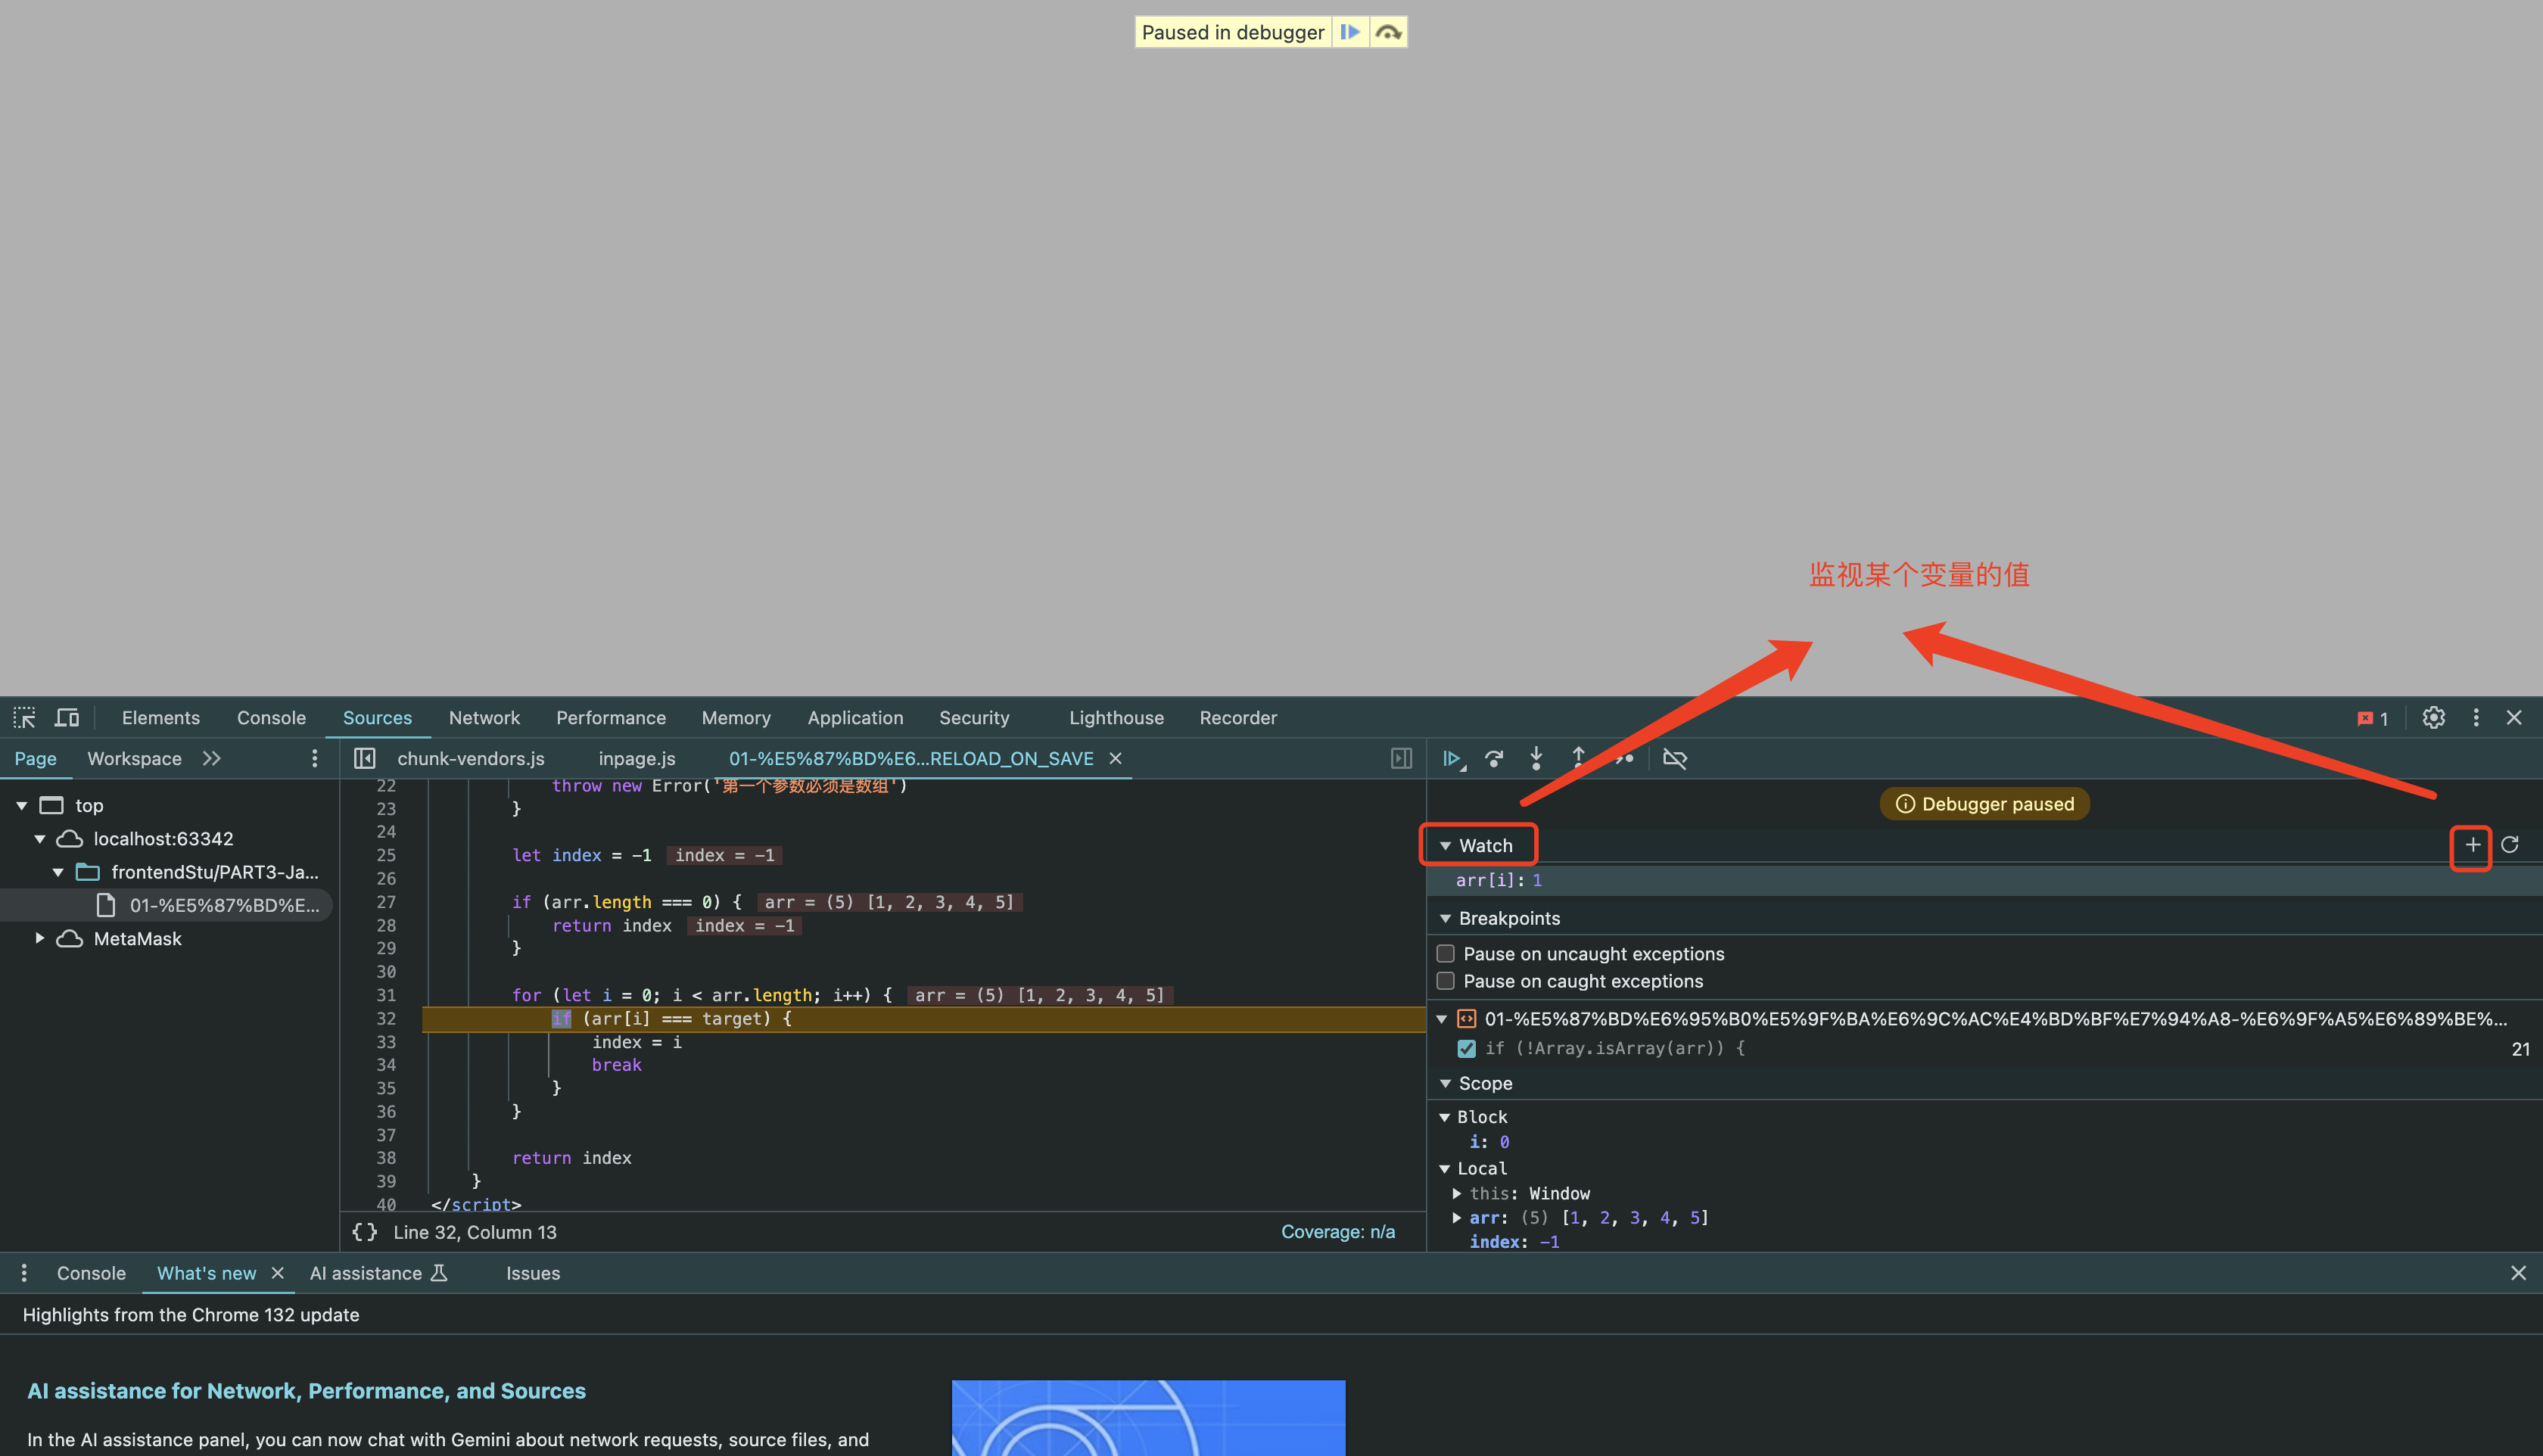 Paused in debugger
监视某个变量的值
Elements Console Sources Network Performance Memory Application Security Lighthouse Recorder 1
Page Workspace
chunk-vendors.js inpage.js 01-%E5%87%BD%E6...RELOAD_ON_SAVE
top
localhost:63342
frontendStu/PART3-Ja...
01-%E5%87%BD%E...
MetaMask
22 throw new Error('第一个参数必须是数组')
23 }
24
25 let index = -1 index = -1
26
27 if (arr.length === 0) { arr = (5) [1, 2, 3, 4, 5]
28 return index index = -1
29 }
30
31 for (let i = 0; i < arr.length; i++) { arr = (5) [1, 2, 3, 4, 5]
32 if (arr[i] === target) {
33 index = i
34 break
35 }
36 }
37
38 return index
39 }
40 </script>
{} Line 32, Column 13 Coverage: n/a
Debugger paused
Watch
arr[i]: 1
Breakpoints
Pause on uncaught exceptions
Pause on caught exceptions
01-%E5%87%BD%E6%95%B0%E5%9F%BA%E6%9C%AC%E4%BD%BF%E7%94%A8-%E6%9F%A5%E6%89%BE%...
if (!Array.isArray(arr)) { 21
Scope
Block
i: 0
Local
this: Window
arr: (5) [1, 2, 3, 4, 5]
index: -1
Console What's new AI assistance Issues
Highlights from the Chrome 132 update
AI assistance for Network, Performance, and Sources
In the AI assistance panel, you can now chat with Gemini about network requests, source files, and